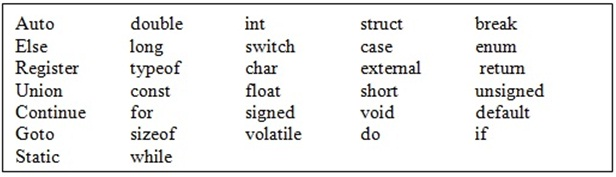 Auto double int struct break
Else long switch case enum
Register typeof char external return
Union const float short unsigned
Continue for signed void default
Goto sizeof volatile do if
Static while